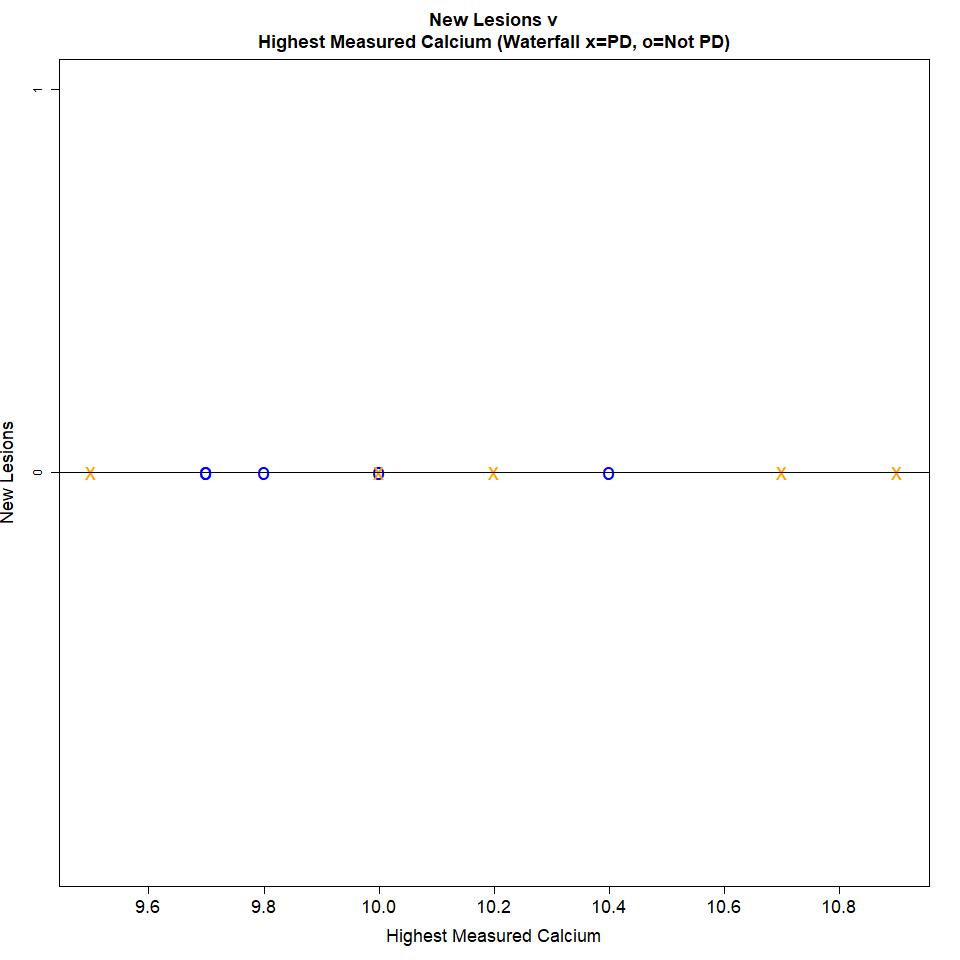 New Lesions v
Highest Measured Calcium (Waterfall x=PD, o=Not PD)
1
New Lesions
0
x o o x o x o x x
9.6 9.8 10.0 10.2 10.4 10.6 10.8
Highest Measured Calcium